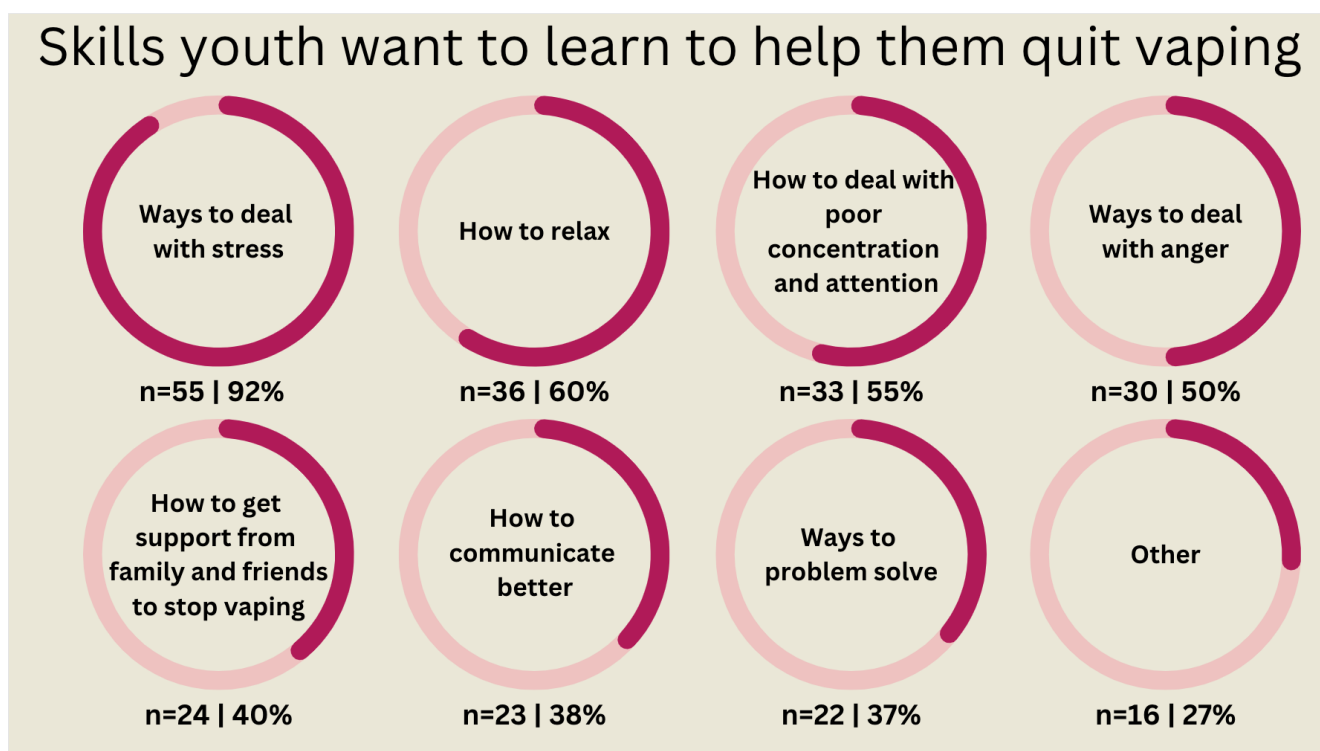 Skills youth want to learn to help them quit vaping
Ways to deal
with stress
n=55 | 92%
How to relax
n=36 | 60%
How to deal with
poor
concentration
and attention
n=33 | 55%
Ways to deal
with anger
n=30 | 50%
How to get
support from
family and friends
to stop vaping
n=24 | 40%
How to
communicate
better
n=23 | 38%
Ways to
problem solve
n=22 | 37%
Other
n=16 | 27%